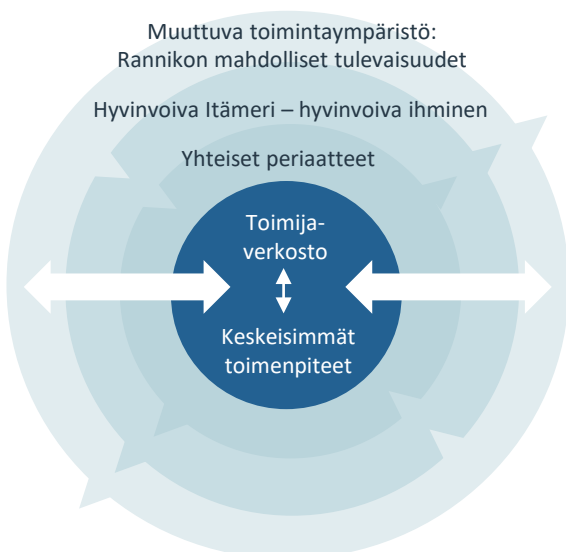 Muuttuva toimintaympäristö:
Rannikon mahdolliset tulevaisuudet
Hyvinvoiva Itämeri – hyvinvoiva ihminen
Yhteiset periaatteet
Toimija-
verkosto
Keskeisimmät
toimenpiteet